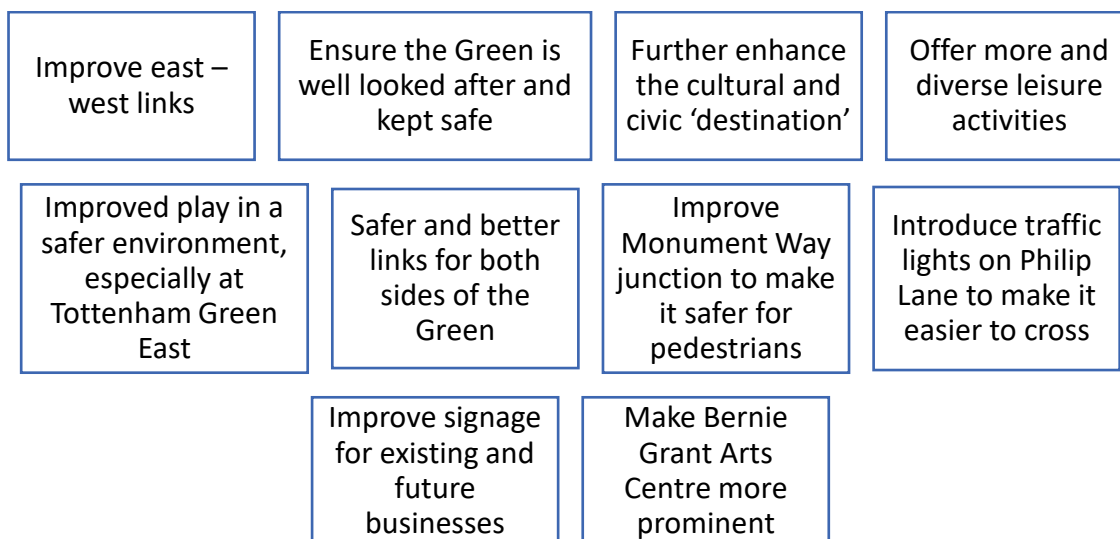 Improve east –
west links
Ensure the Green is
well looked after and
kept safe
Further enhance
the cultural and
civic ‘destination’
Offer more and
diverse leisure
activities
Improved play in a
safer environment,
especially at
Tottenham Green
East
Safer and better
links for both
sides of the
Green
Improve
Monument Way
junction to make
it safer for
pedestrians
Introduce traffic
lights on Philip
Lane to make it
easier to cross
Improve signage
for existing and
future
businesses
Make Bernie
Grant Arts
Centre more
prominent